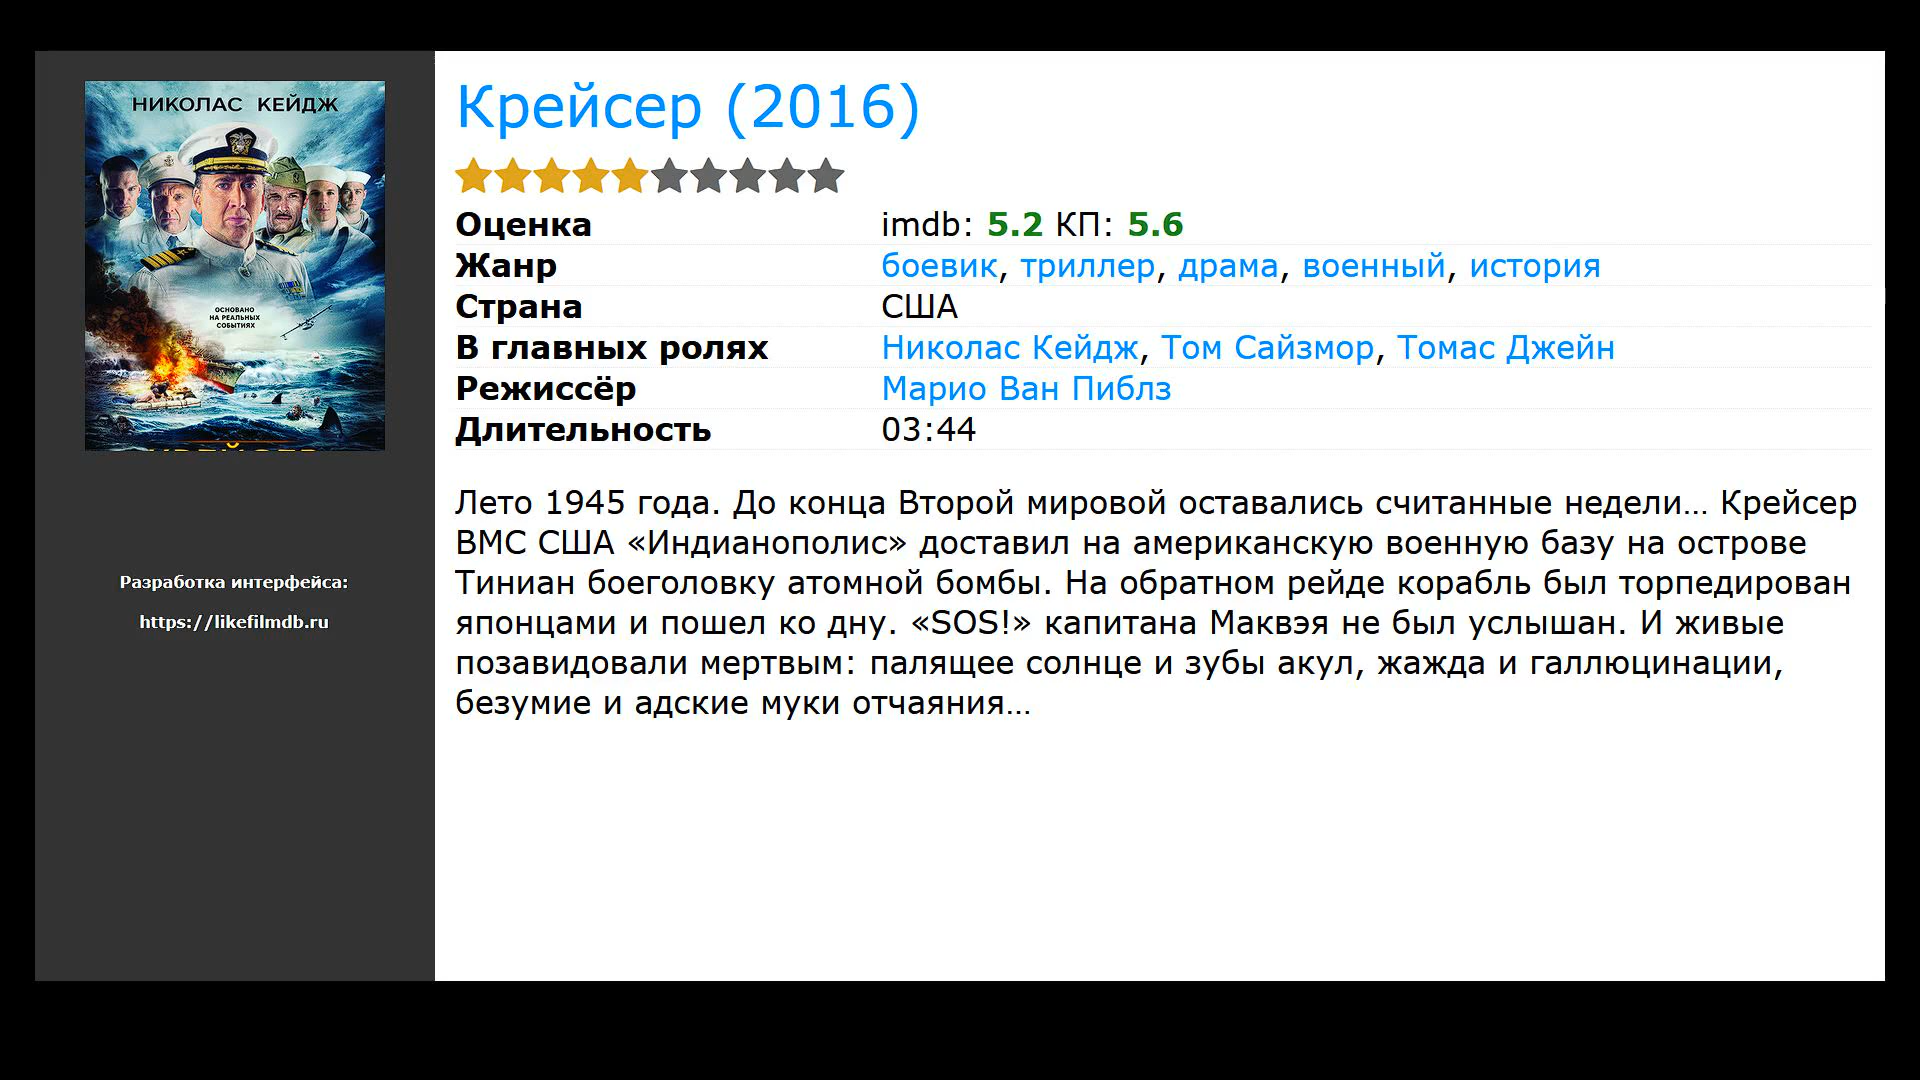 НИКОЛАС КЕЙДЖ
ОСНОВАНО
НА РЕАЛЬНЫХ
СОБЫТИЯХ
Разработка интерфейса:
https://likefilmdb.ru
Крейсер (2016)
Оценка imdb: 5.2 КП: 5.6
Жанр боевик, триллер, драма, военный, история
Страна США
В главных ролях Николас Кейдж, Том Сайзмор, Томас Джейн
Режиссёр Марио Ван Пиблз
Длительность 03:44
Лето 1945 года. До конца Второй мировой оставались считанные недели… Крейсер
ВМС США «Индианополис» доставил на американскую военную базу на острове
Тиниан боеголовку атомной бомбы. На обратном рейде корабль был торпедирован
японцами и пошел ко дну. «SOS!» капитана Маквэя не был услышан. И живые
позавидовали мертвым: палящее солнце и зубы акул, жажда и галлюцинации,
безумие и адские муки отчаяния…